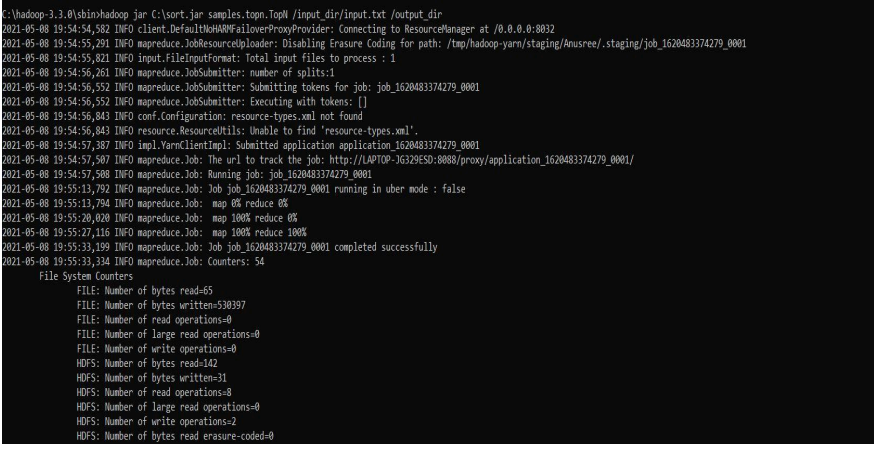 C:\hadoop-3.3.0\sbin>hadoop jar C:\sort.jar samples.topn.TopN /input_dir/input.txt /output_dir
2021-05-08 19:54:54,582 INFO client.DefaultNoHARMFailoverProxyProvider: Connecting to ResourceManager at /0.0.0.0:8032
2021-05-08 19:54:55,291 INFO mapreduce.JobResourceUploader: Disabling Erasure Coding for path: /tmp/hadoop-yarn/staging/Anusree/.staging/job_1620483374279_0001
2021-05-08 19:54:55,821 INFO input.FileInputFormat: Total input files to process : 1
2021-05-08 19:54:56,261 INFO mapreduce.JobSubmitter: number of splits:1
2021-05-08 19:54:56,552 INFO mapreduce.JobSubmitter: Submitting tokens for job: job_1620483374279_0001
2021-05-08 19:54:56,552 INFO mapreduce.JobSubmitter: Executing with tokens: []
2021-05-08 19:54:56,843 INFO conf.Configuration: resource-types.xml not found
2021-05-08 19:54:56,843 INFO resource.ResourceUtils: Unable to find 'resource-types.xml'.
2021-05-08 19:54:57,387 INFO impl.YarnClientImpl: Submitted application application_1620483374279_0001
2021-05-08 19:54:57,507 INFO mapreduce.Job: The url to track the job: http://LAPTOP-JG329ESD:8088/proxy/application_1620483374279_0001/
2021-05-08 19:54:57,508 INFO mapreduce.Job: Running job: job_1620483374279_0001
2021-05-08 19:55:13,792 INFO mapreduce.Job: Job job_1620483374279_0001 running in uber mode : false
2021-05-08 19:55:13,794 INFO mapreduce.Job:  map 0% reduce 0%
2021-05-08 19:55:20,020 INFO mapreduce.Job:  map 100% reduce 0%
2021-05-08 19:55:27,116 INFO mapreduce.Job:  map 100% reduce 100%
2021-05-08 19:55:33,199 INFO mapreduce.Job: Job job_1620483374279_0001 completed successfully
2021-05-08 19:55:33,334 INFO mapreduce.Job: Counters: 54
File System Counters
FILE: Number of bytes read=65
FILE: Number of bytes written=530397
FILE: Number of read operations=0
FILE: Number of large read operations=0
FILE: Number of write operations=0
HDFS: Number of bytes read=142
HDFS: Number of bytes written=31
HDFS: Number of read operations=8
HDFS: Number of large read operations=0
HDFS: Number of write operations=2
HDFS: Number of bytes read erasure-coded=0